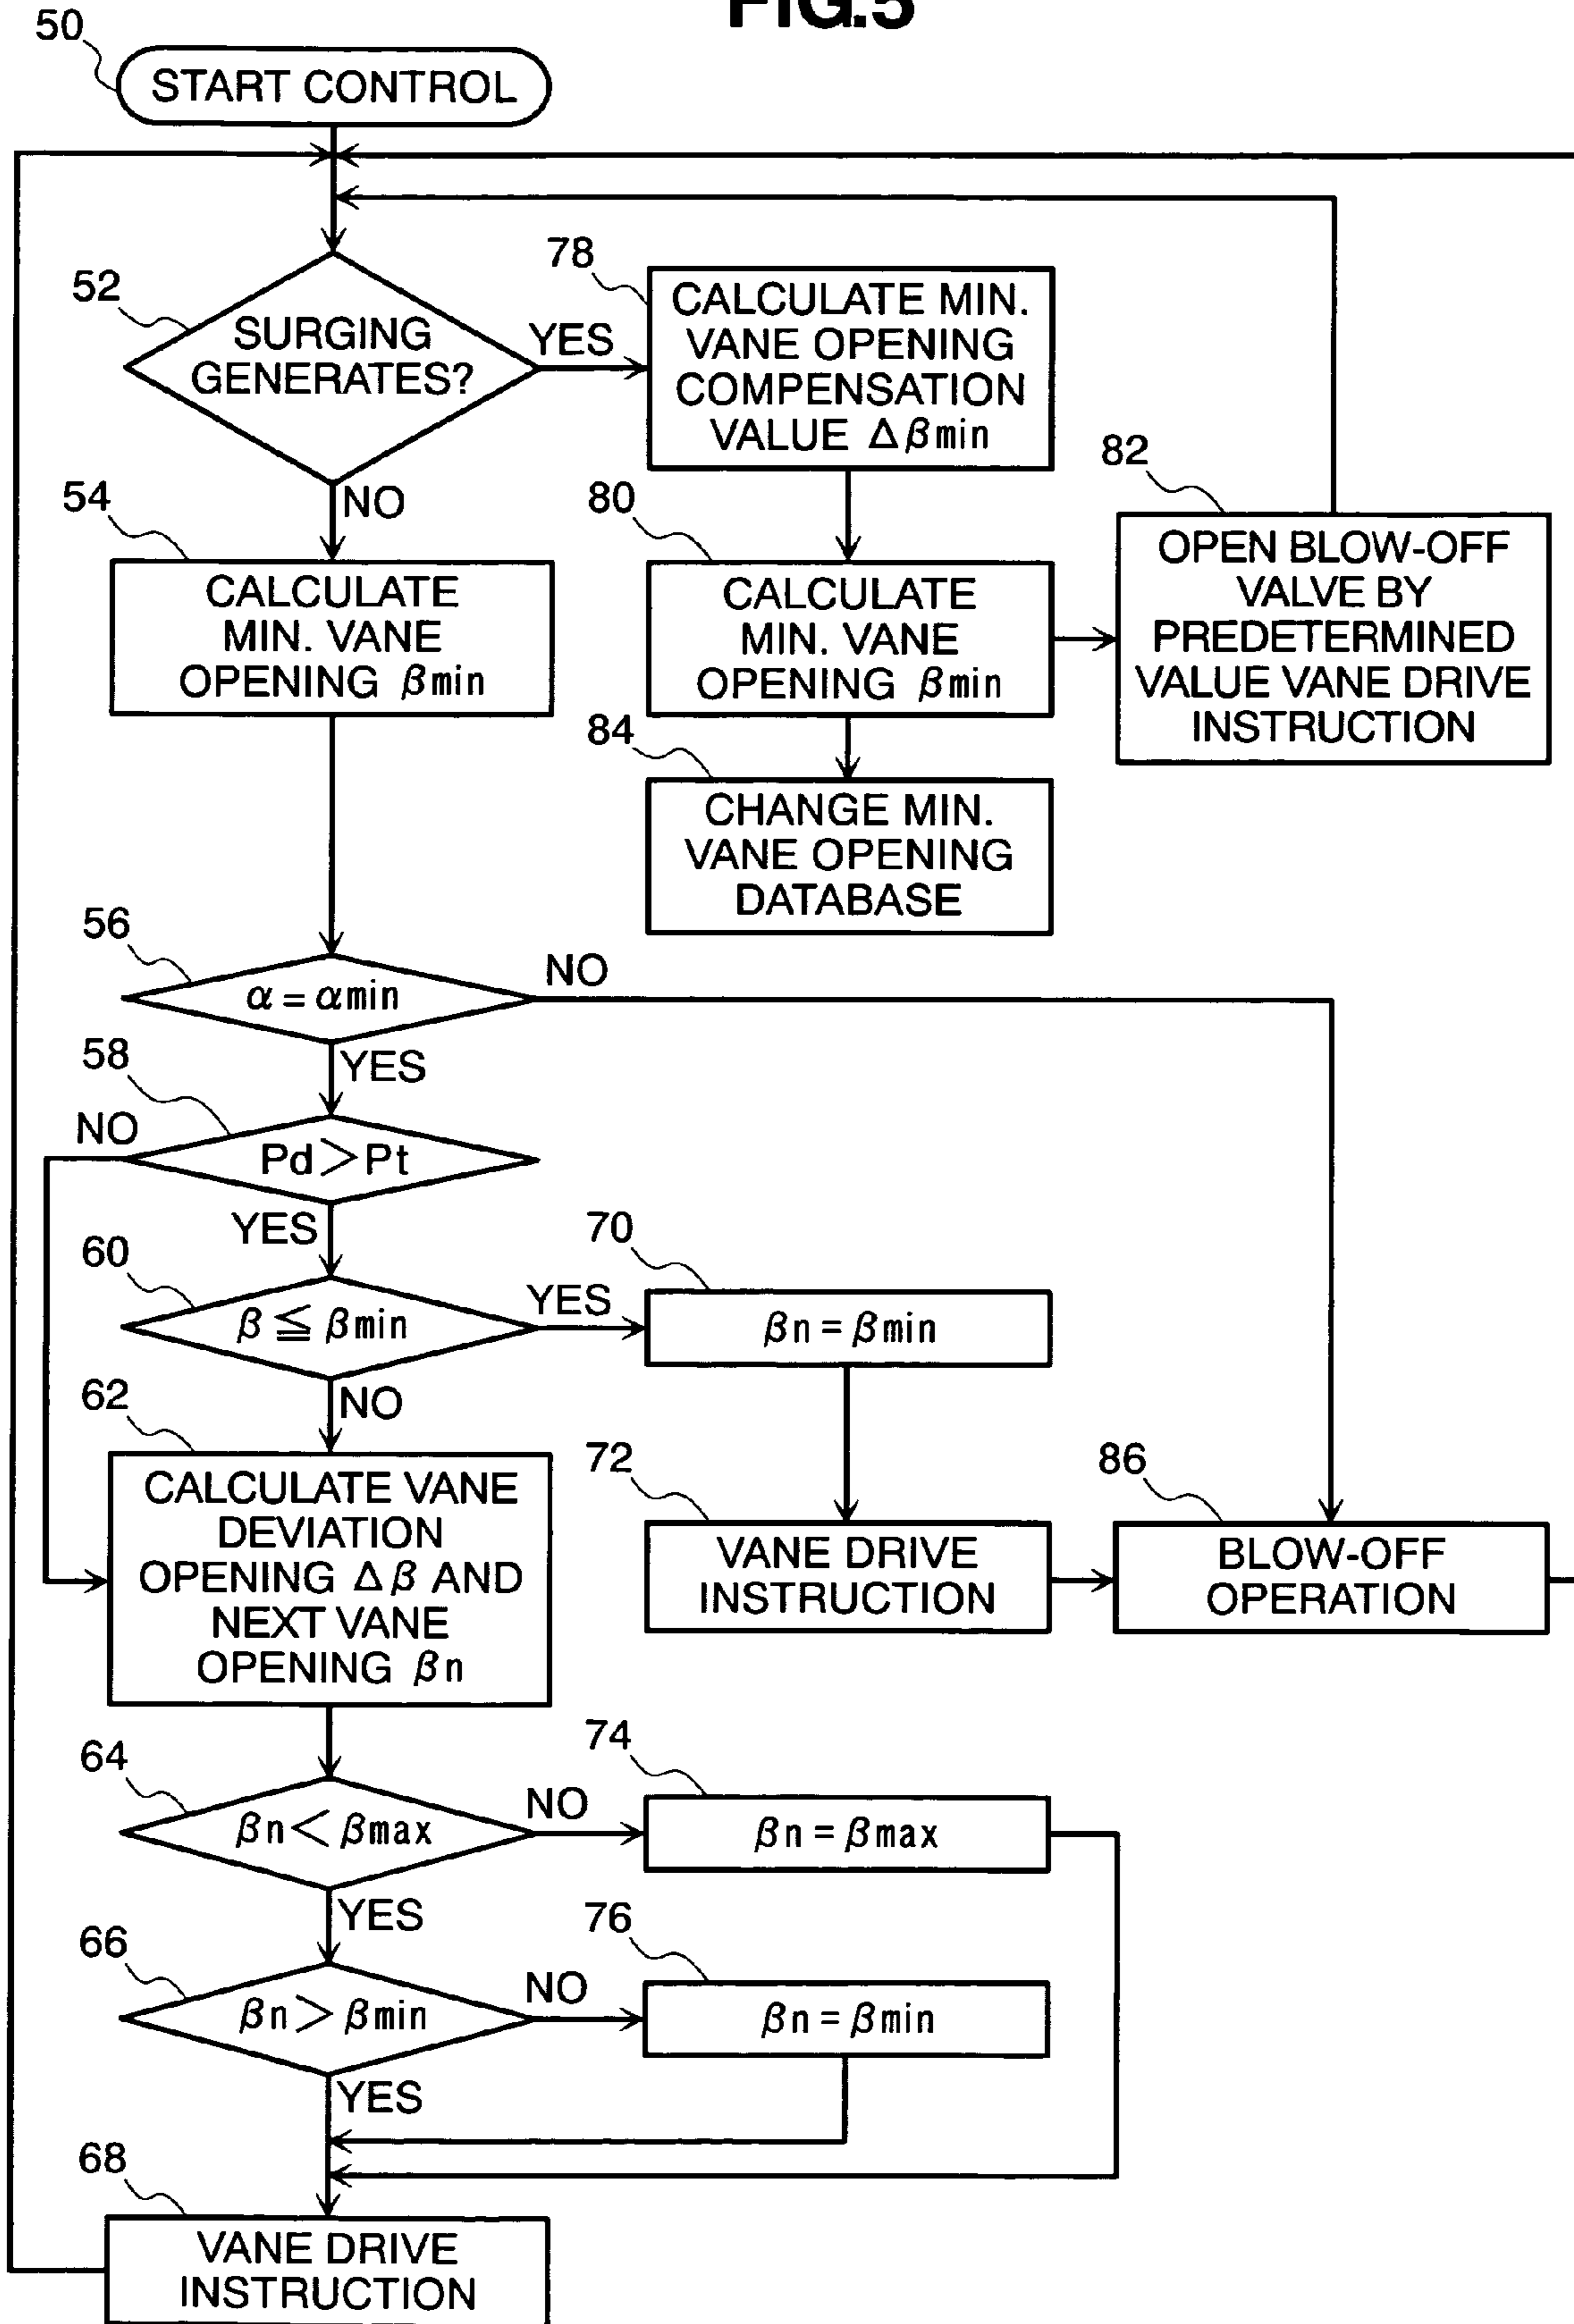 FIG.5
50
START CONTROL
52
SURGING
GENERATES?
YES
NO
78
CALCULATE MIN.
VANE OPENING
COMPENSATION
VALUE Δβmin
54
CALCULATE
MIN. VANE
OPENING βmin
80
CALCULATE
MIN. VANE
OPENING βmin
82
OPEN BLOW-OFF
VALVE BY
PREDETERMINED
VALUE VANE DRIVE
INSTRUCTION
84
CHANGE MIN.
VANE OPENING
DATABASE
56
α = αmin
NO
YES
58
NO
Pd > Pt
YES
60
β ≦ βmin
YES
NO
70
βn = βmin
62
CALCULATE VANE
DEVIATION
OPENING Δβ AND
NEXT VANE
OPENING βn
72
VANE DRIVE
INSTRUCTION
86
BLOW-OFF
OPERATION
64
βn < βmax
NO
YES
74
βn = βmax
66
βn > βmin
NO
YES
76
βn = βmin
68
VANE DRIVE
INSTRUCTION